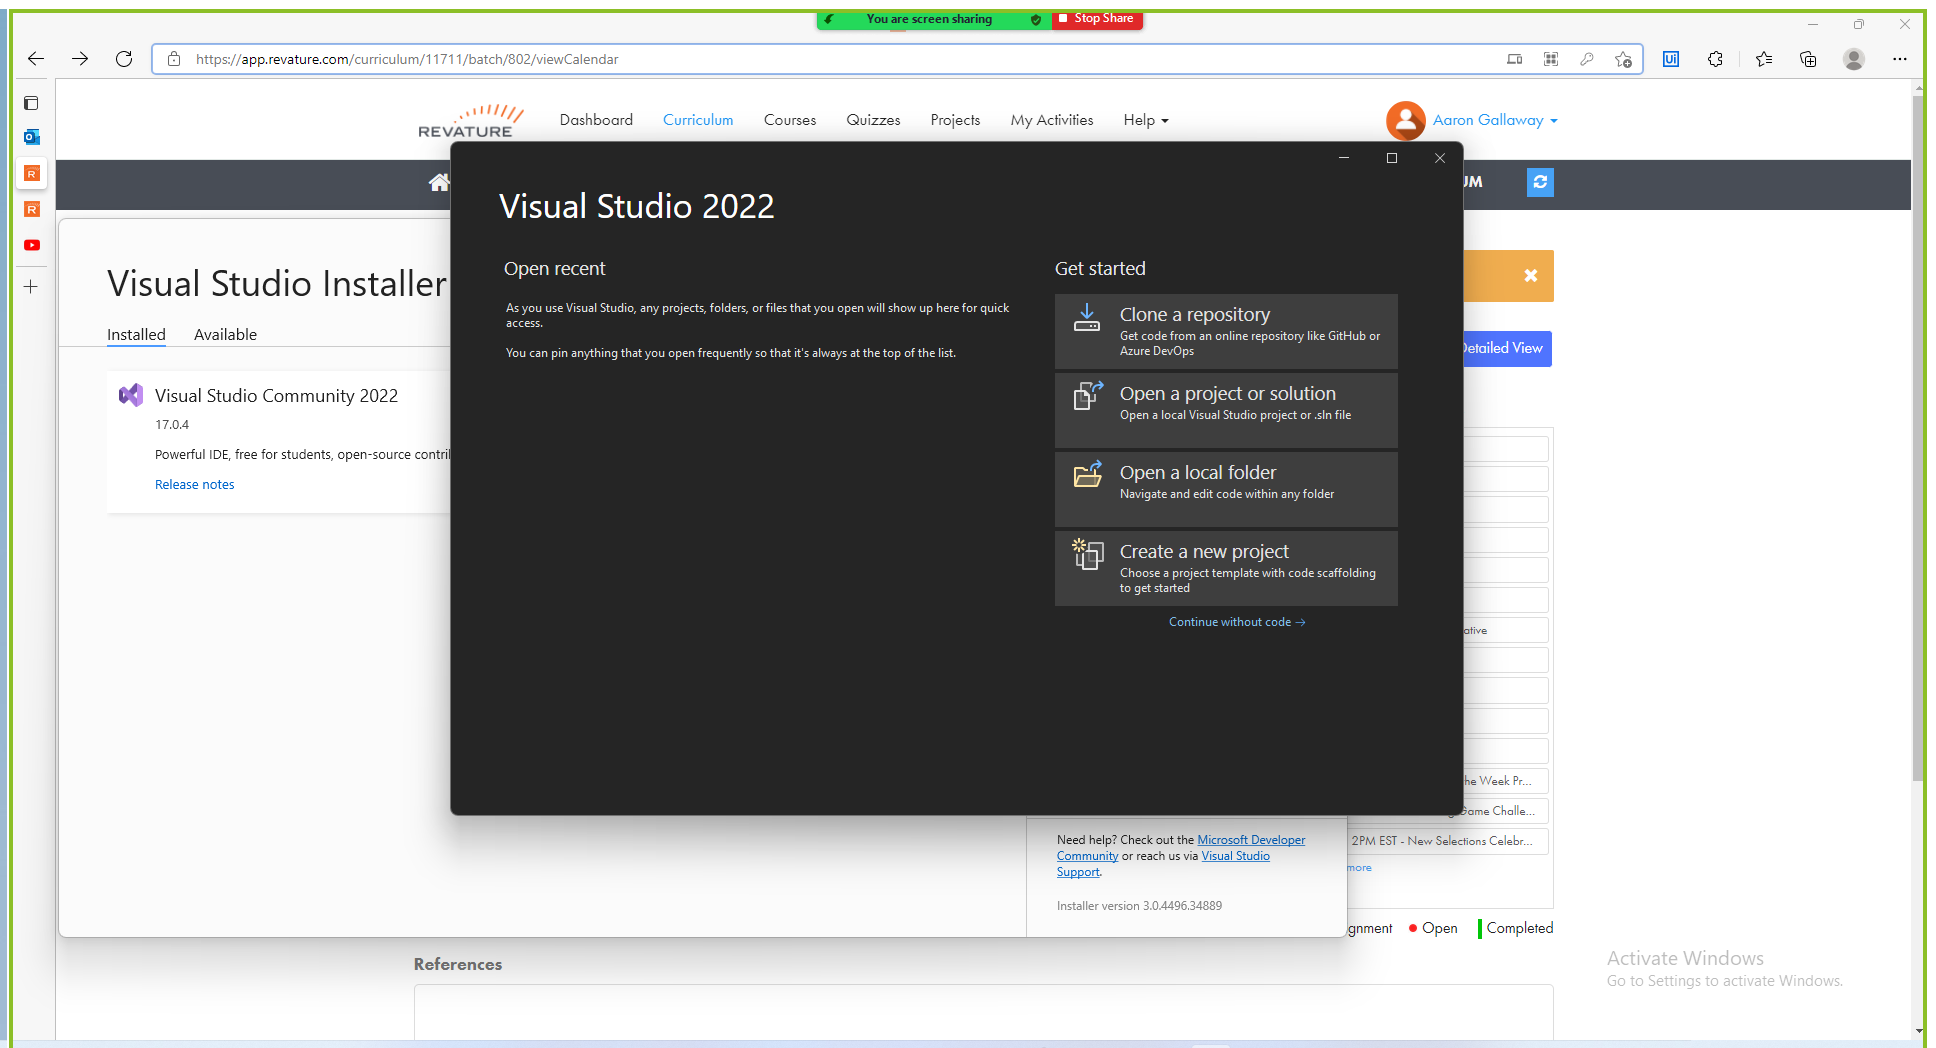 You are screen sharing
Stop Share
https://app.revature.com/curriculum/11711/batch/802/viewCalendar
REVATURE
Dashboard
Curriculum
Courses
Quizzes
Projects
My Activities
Help
Aaron Gallaway
UM
Visual Studio Installer
Installed
Available
Visual Studio Community 2022
17.0.4
Powerful IDE, free for students, open-source contri
Release notes
Visual Studio 2022
Open recent
As you use Visual Studio, any projects, folders, or files that you open will show up here for quick
access.
You can pin anything that you open frequently so that it's always at the top of the list.
Get started
Clone a repository
Get code from an online repository like GitHub or
Azure DevOps
Open a project or solution
Open a local Visual Studio project or .sln file
Open a local folder
Navigate and edit code within any folder
Create a new project
Choose a project template with code scaffolding
to get started
Continue without code →
Detailed View
ative
he Week Pr...
Game Challe...
2PM EST - New Selections Celebr...
more
Need help? Check out the Microsoft Developer
Community or reach us via Visual Studio
Support.
Installer version 3.0.4496.34889
gnment
Open
Completed
References
Activate Windows
Go to Settings to activate Windows.